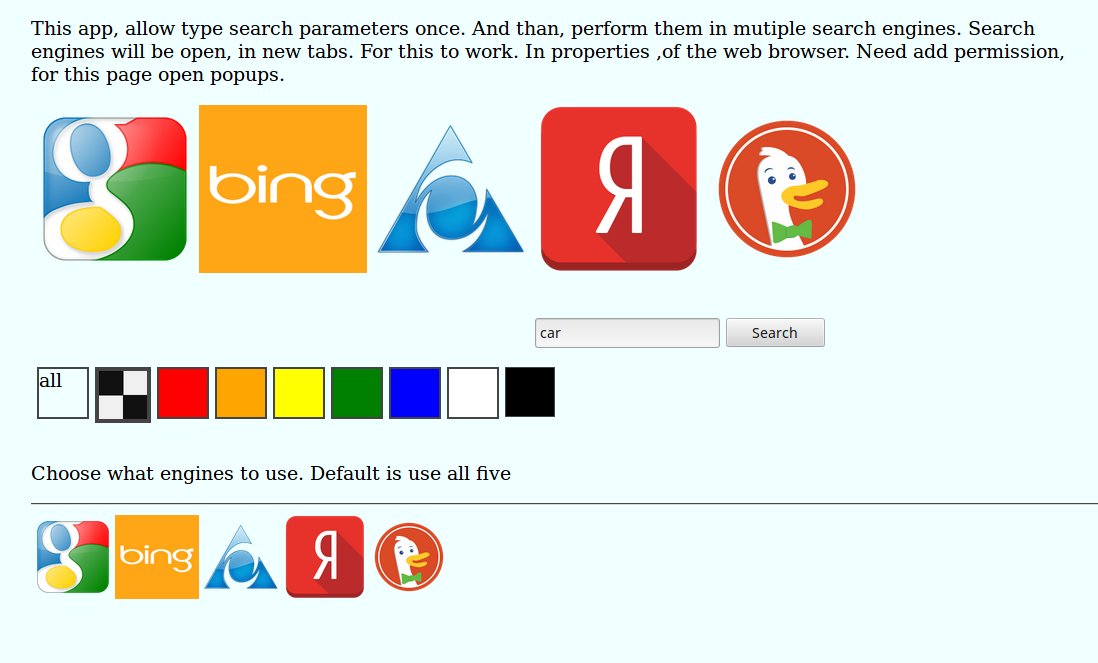 This app, allow type search parameters once. And than, perform them in mutiple search engines. Search
engines will be open, in new tabs. For this to work. In properties ,of the web browser. Need add permission,
for this page open popups.
g bing Я
car Search
all
Choose what engines to use. Default is use all five
g bing Я